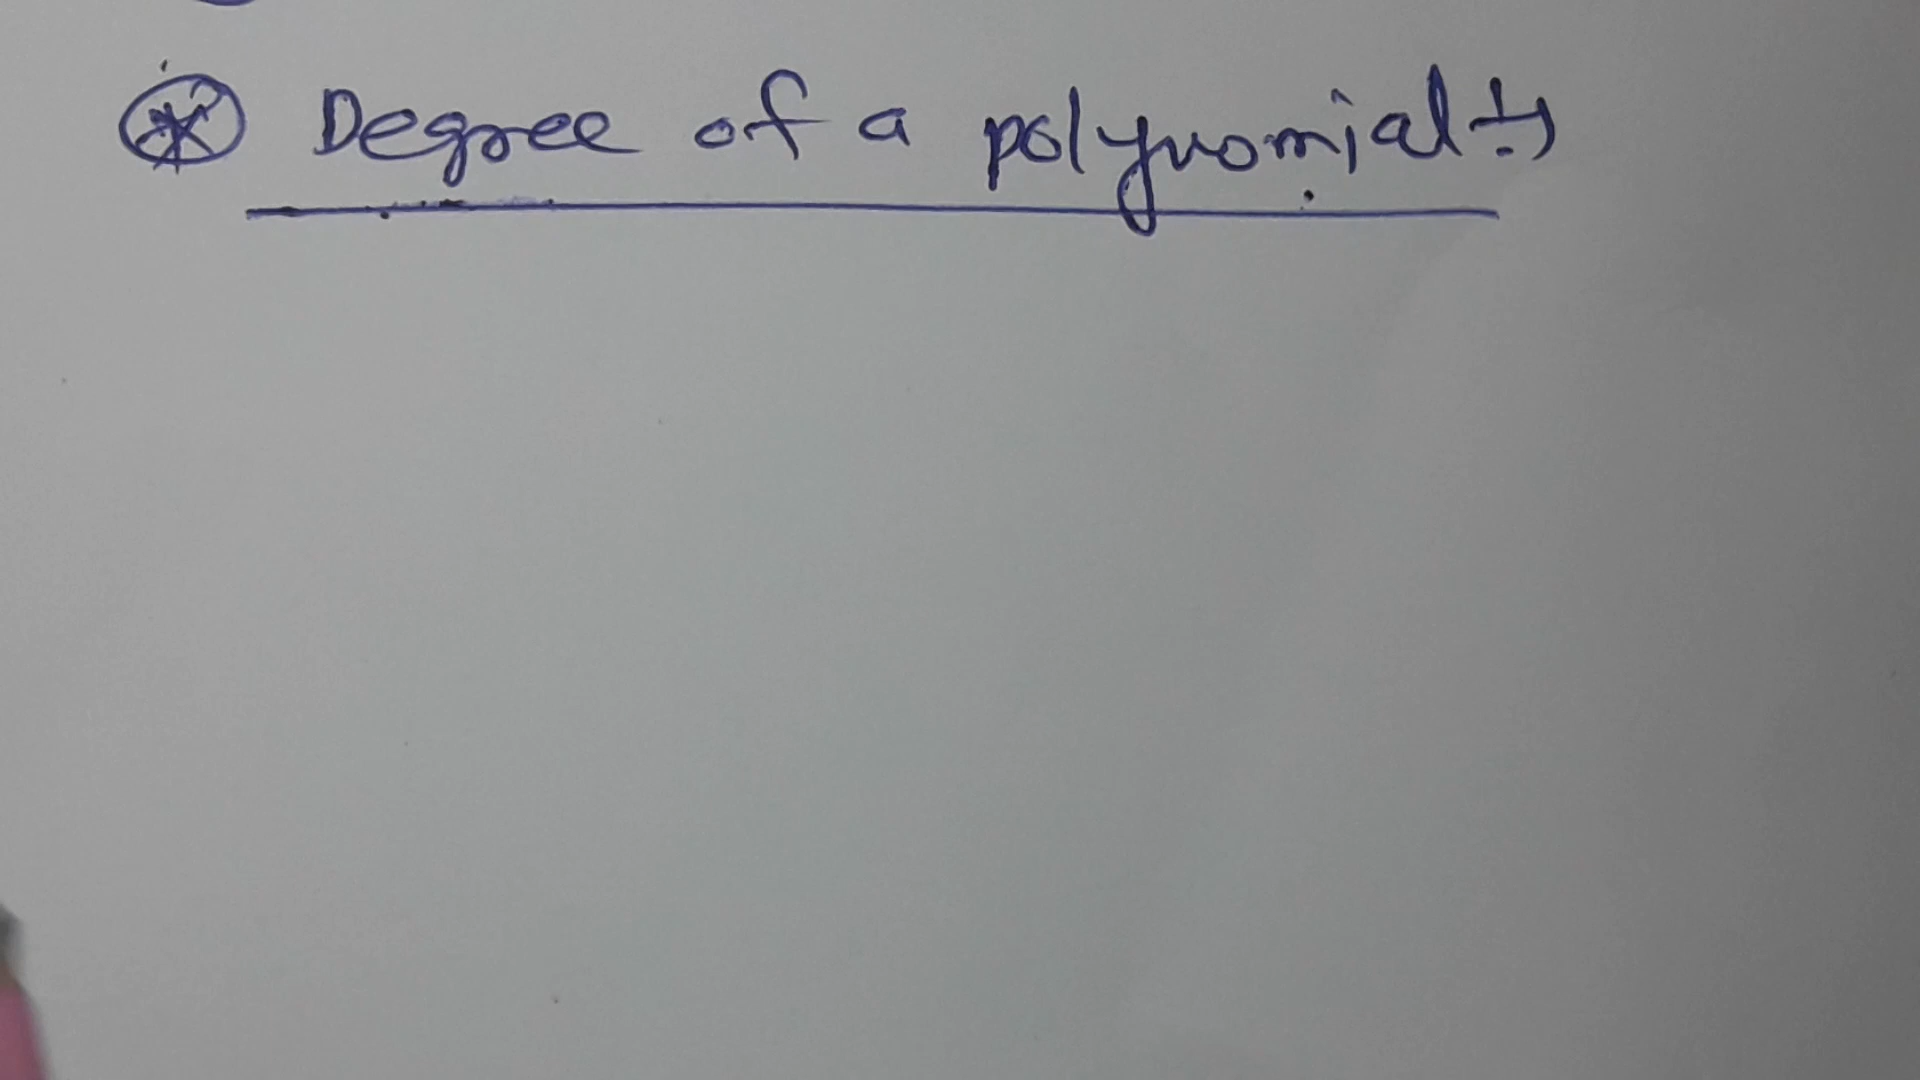 * Degree of a polynomial :-